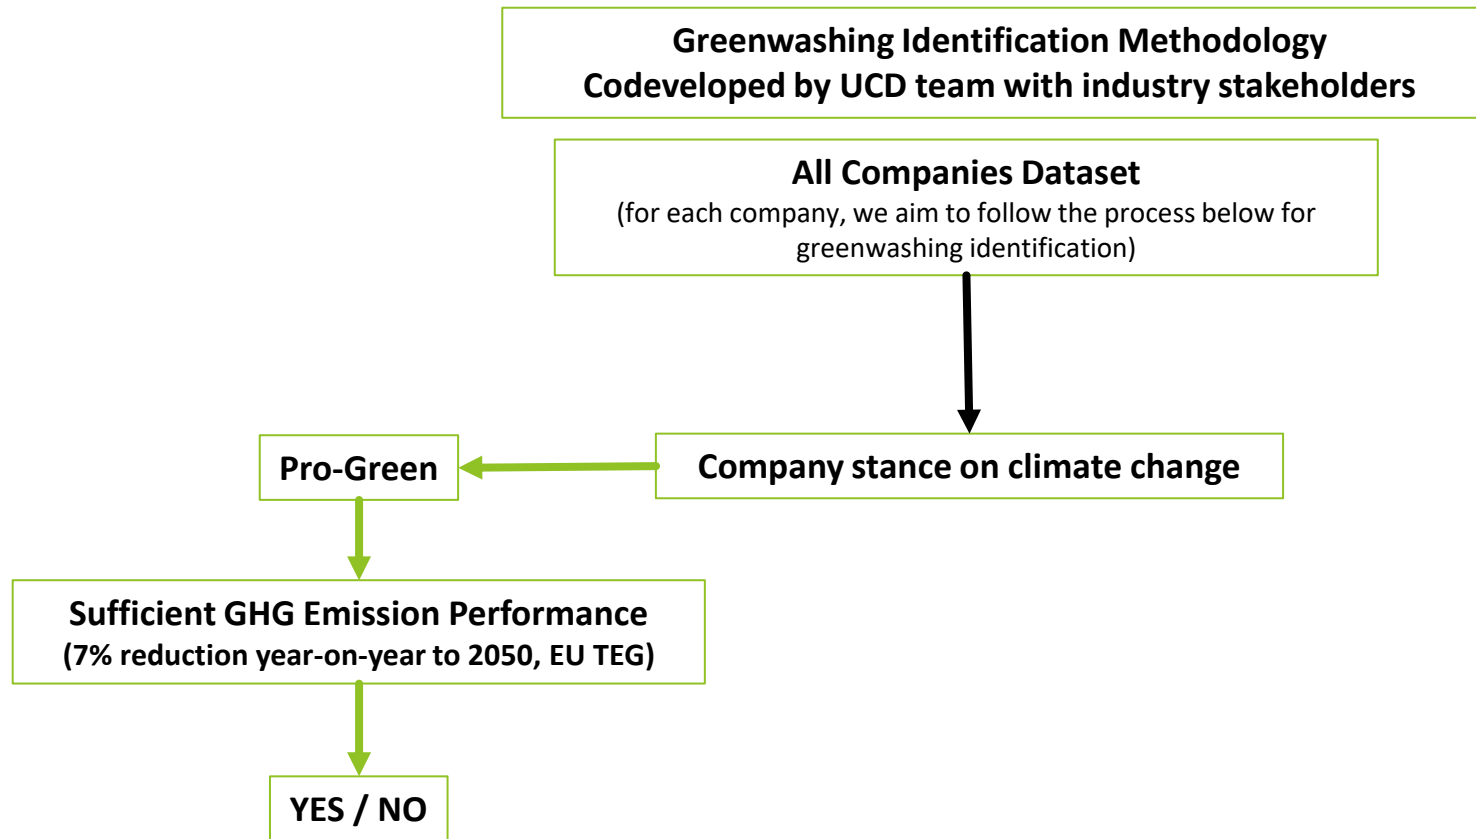 Greenwashing Identification Methodology
Codeveloped by UCD team with industry stakeholders
All Companies Dataset
(for each company, we aim to follow the process below for
greenwashing identification)
Pro-Green
Company stance on climate change
Sufficient GHG Emission Performance
(7% reduction year-on-year to 2050, EU TEG)
YES / NO